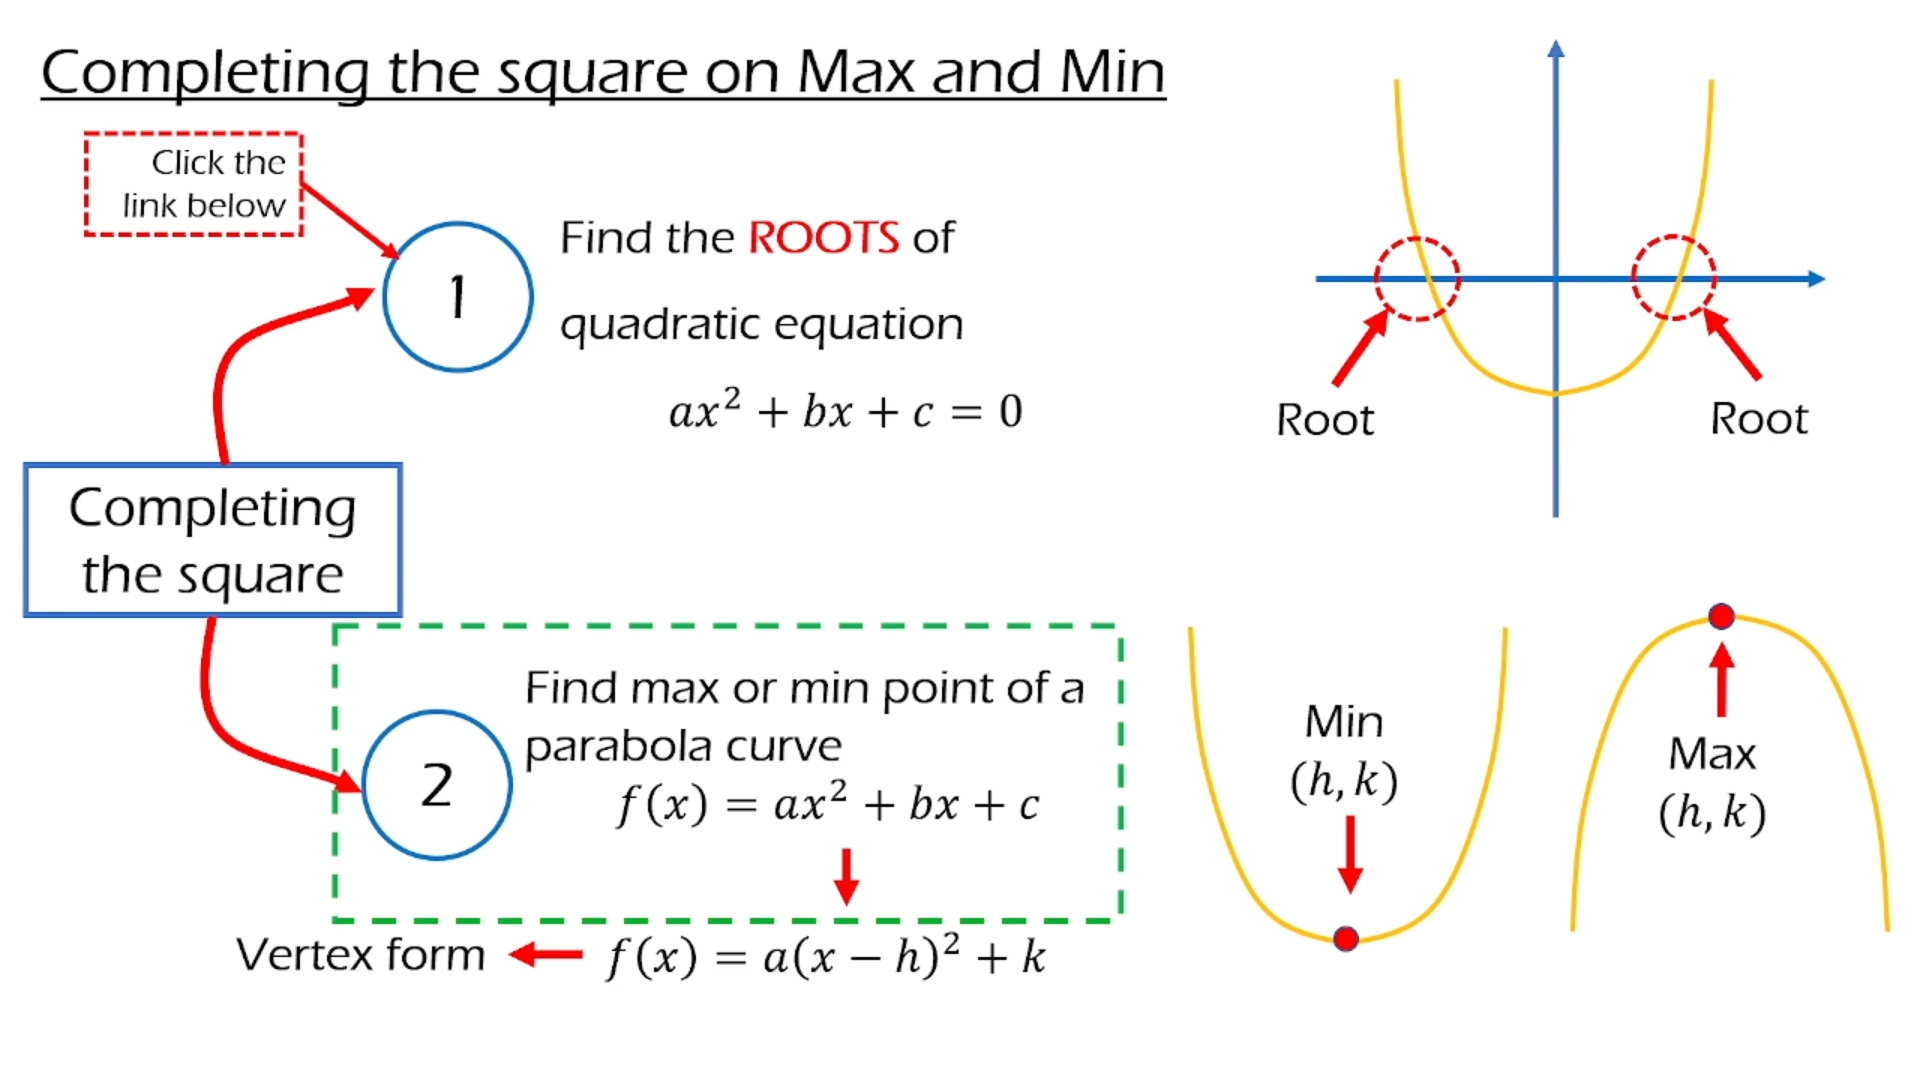 Completing the square on Max and Min
Click the
link below
1
Find the ROOTS of
quadratic equation
ax² + bx + c = 0
Root
Root
Completing
the square
2
Find max or min point of a
parabola curve
f(x) = ax² + bx + c
Vertex form
f(x) = a(x − h)² + k
Min
(h, k)
Max
(h, k)